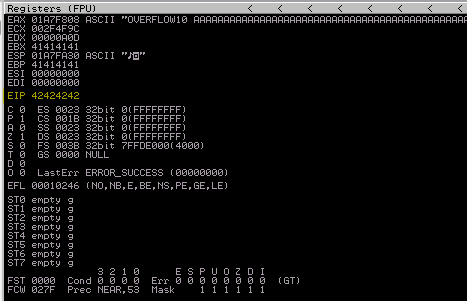 Registers (FPU) < < < < < <
EAX 01A7F808 ASCII "OVERFLOW10 AAAAAAAAAAAAAAAAAAAAAAAAAAAAAAAAAAAAAAA
ECX 002F4F9C
EDX 00000A0D
EBX 41414141
ESP 01A7FA30 ASCII "♪◘"
EBP 41414141
ESI 00000000
EDI 00000000
EIP 42424242
C 0 ES 0023 32bit 0(FFFFFFFF)
P 1 CS 001B 32bit 0(FFFFFFFF)
A 0 SS 0023 32bit 0(FFFFFFFF)
Z 1 DS 0023 32bit 0(FFFFFFFF)
S 0 FS 003B 32bit 7FFDE000(4000)
T 0 GS 0000 NULL
D 0
O 0 LastErr ERROR_SUCCESS (00000000)
EFL 00010246 (NO,NB,E,BE,NS,PE,GE,LE)
ST0 empty g
ST1 empty g
ST2 empty g
ST3 empty g
ST4 empty g
ST5 empty g
ST6 empty g
ST7 empty g
3 2 1 0 E S P U O Z D I
FST 0000 Cond 0 0 0 0 Err 0 0 0 0 0 0 0 0 (GT)
FCW 027F Prec NEAR,53 Mask 1 1 1 1 1 1